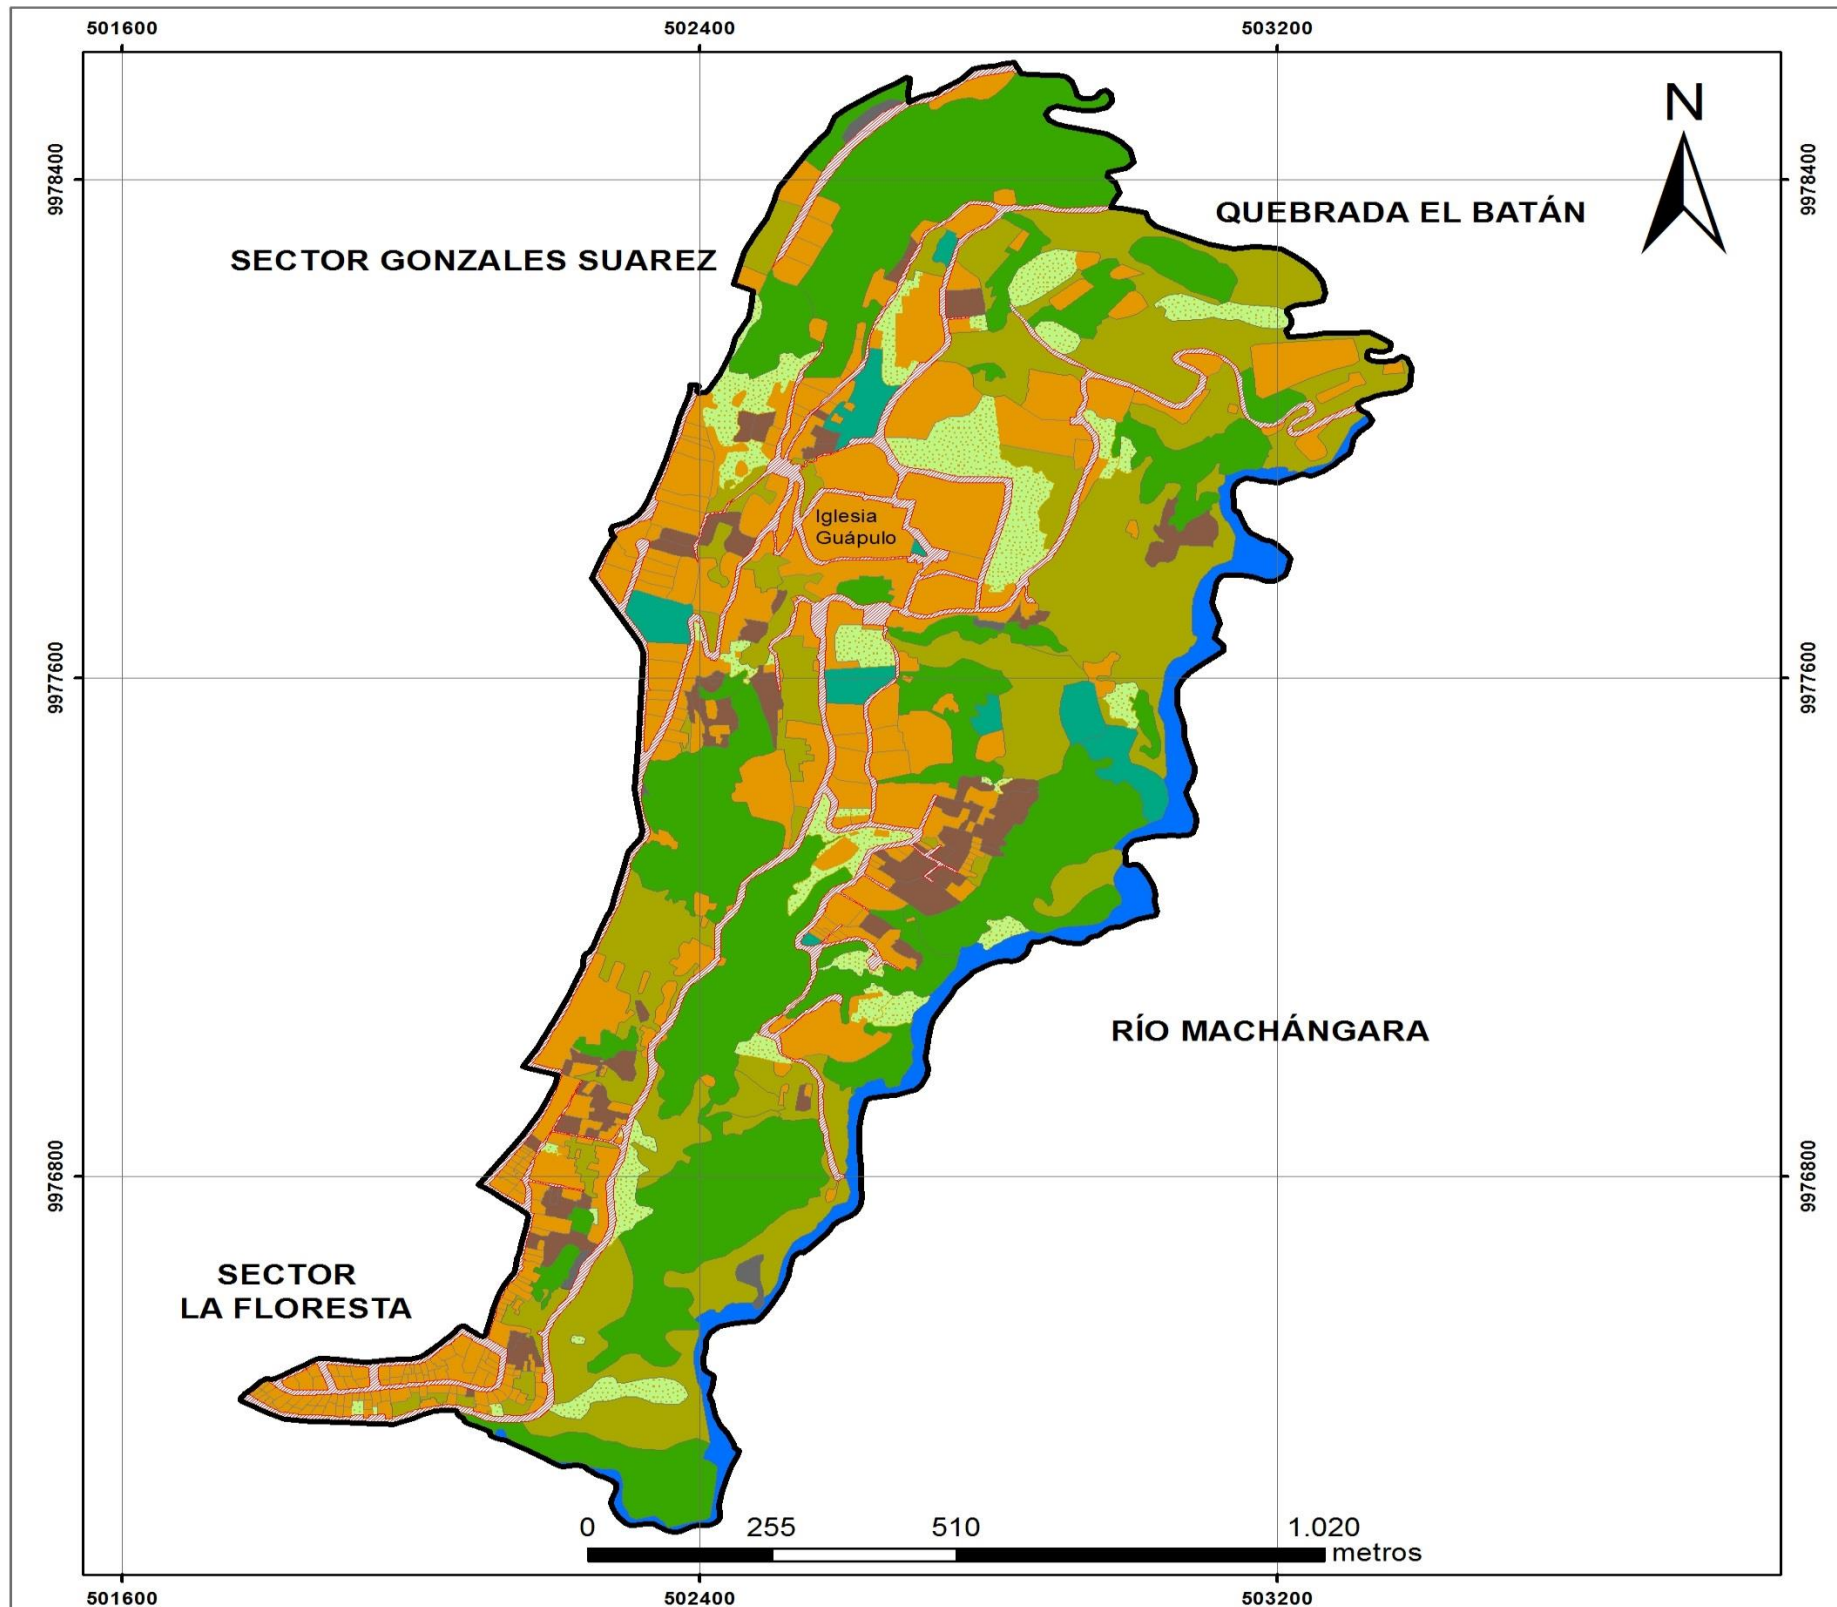 501600
502400
503200
N
9978400
9978400
QUEBRADA EL BATÁN
SECTOR GONZALES SUAREZ
Iglesia
Guápulo
9977600
9977600
RÍO MACHÁNGARA
9976800
9976800
SECTOR
LA FLORESTA
0 255 510 1.020
metros
501600
502400
503200